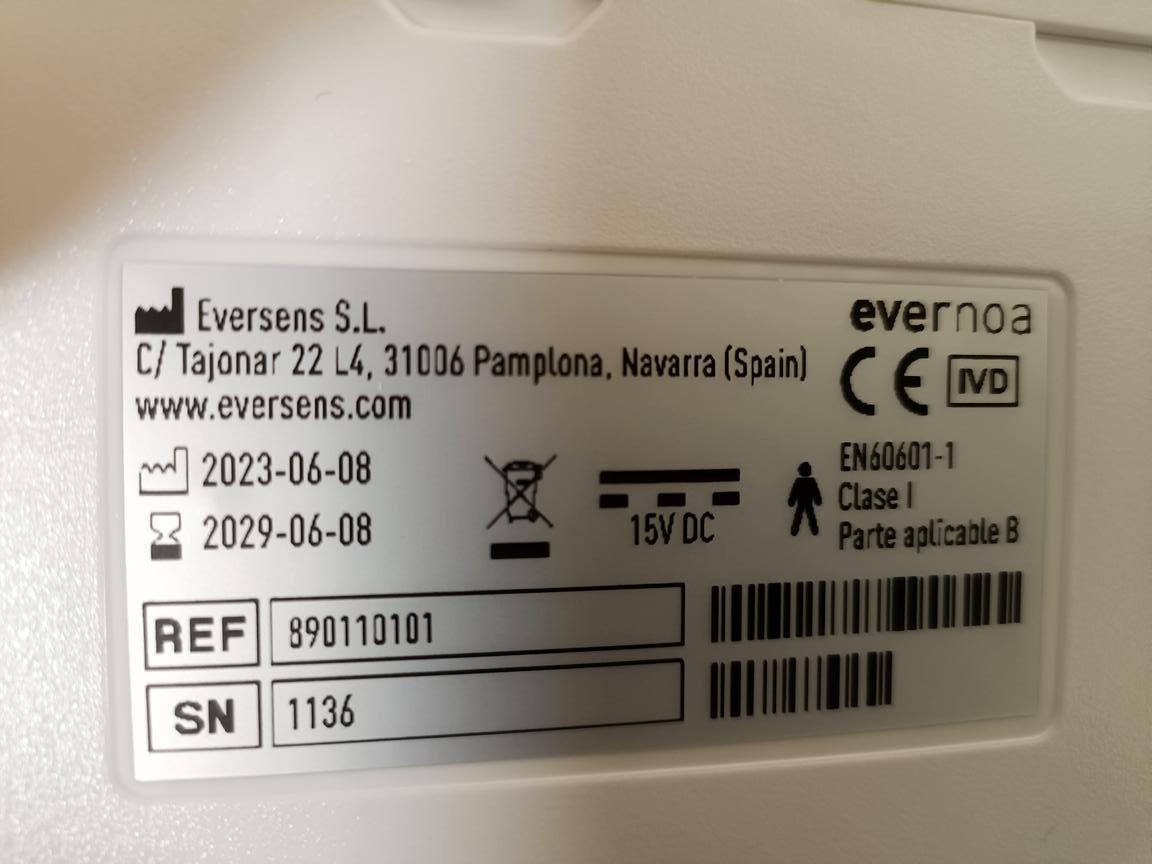 Eversens S.L.
C/ Tajonar 22 L4, 31006 Pamplona, Navarra (Spain)
www.eversens.com
evernoa
CE IVD
2023-06-08
2029-06-08
15V DC
EN60601-1
Clase I
Parte aplicable B
REF 890110101
SN 1136